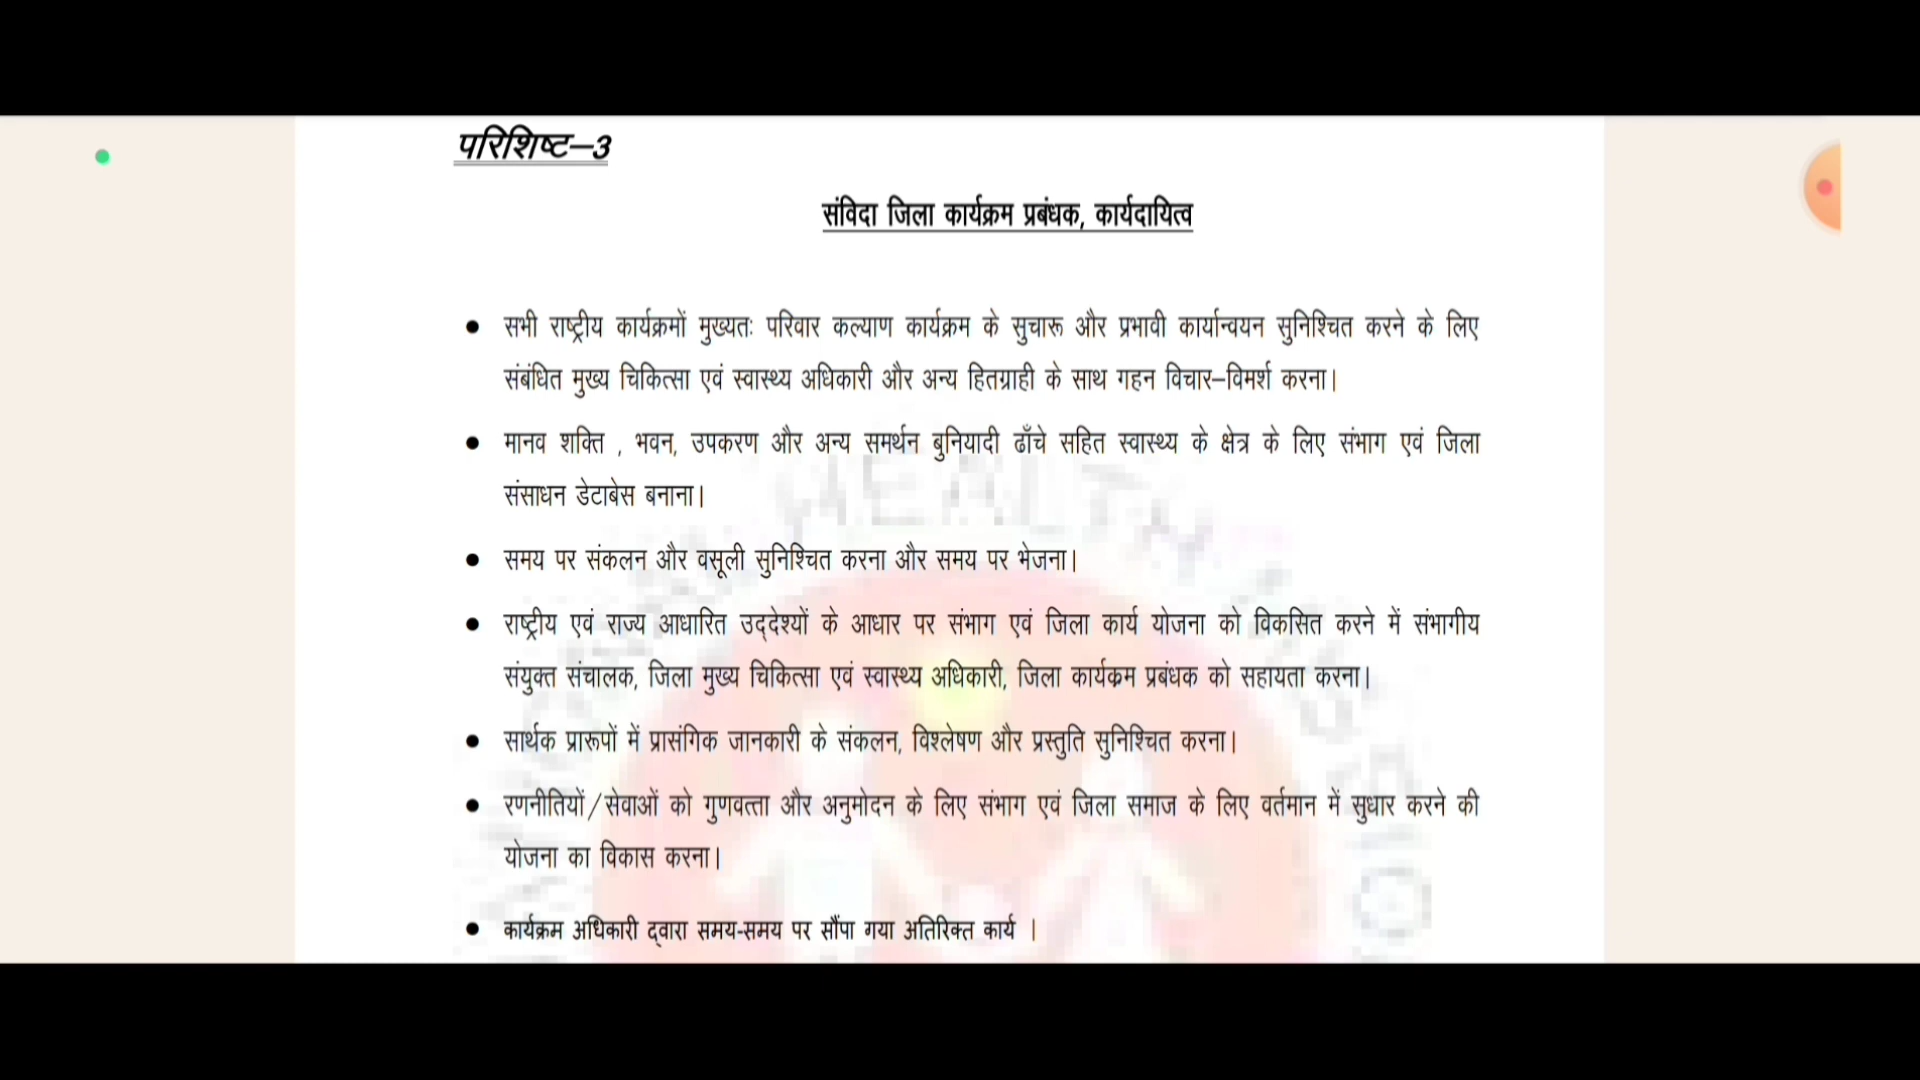 परिशिष्ट–3
संविदा जिला कार्यक्रम प्रबंधक, कार्यदायित्व
● सभी राष्ट्रीय कार्यक्रमों मुख्यतः परिवार कल्याण कार्यक्रम के सुचारू और प्रभावी कार्यान्वयन सुनिश्चित करने के लिए
संबंधित मुख्य चिकित्सा एवं स्वास्थ्य अधिकारी और अन्य हितग्राही के साथ गहन विचार–विमर्श करना।
● मानव शक्ति , भवन, उपकरण और अन्य समर्थन बुनियादी ढाँचे सहित स्वास्थ्य के क्षेत्र के लिए संभाग एवं जिला
संसाधन डेटाबेस बनाना।
● समय पर संकलन और वसूली सुनिश्चित करना और समय पर भेजना।
● राष्ट्रीय एवं राज्य आधारित उद्देश्यों के आधार पर संभाग एवं जिला कार्य योजना को विकसित करने में संभागीय
संयुक्त संचालक, जिला मुख्य चिकित्सा एवं स्वास्थ्य अधिकारी, जिला कार्यक्रम प्रबंधक को सहायता करना।
● सार्थक प्रारूपों में प्रासंगिक जानकारी के संकलन, विश्लेषण और प्रस्तुति सुनिश्चित करना।
● रणनीतियों/सेवाओं को गुणवत्ता और अनुमोदन के लिए संभाग एवं जिला समाज के लिए वर्तमान में सुधार करने की
योजना का विकास करना।
● कार्यक्रम अधिकारी द्वारा समय-समय पर सौंपा गया अतिरिक्त कार्य ।
HEALTH